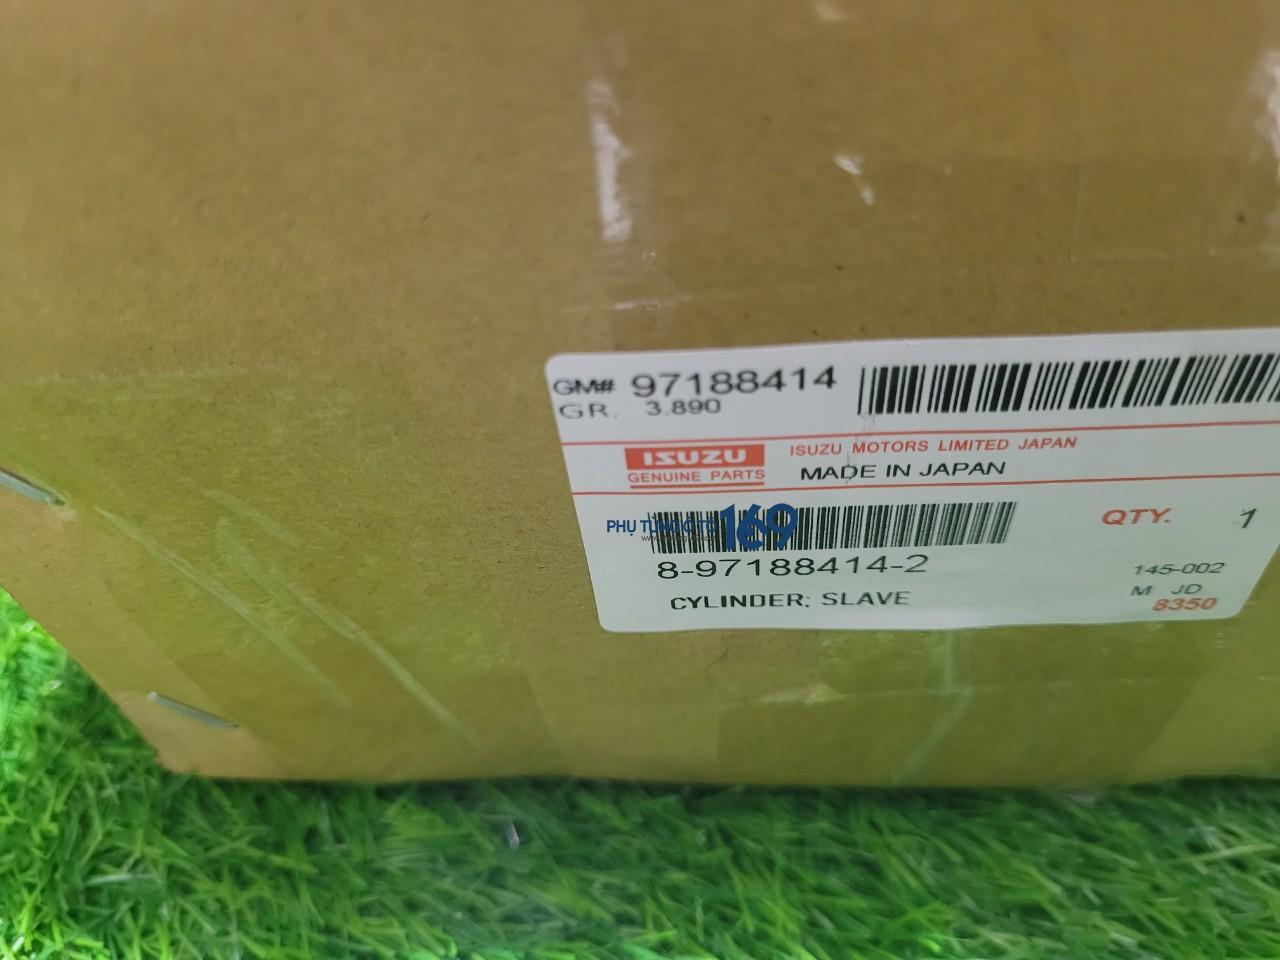 GM# 97188414
GR. 3.890
ISUZU
GENUINE PARTS
ISUZU MOTORS LIMITED JAPAN
MADE IN JAPAN
PHỤ TÙNG Ô TÔ 169
QTY. 1
8-97188414-2
CYLINDER; SLAVE
145-002
M JD
8350